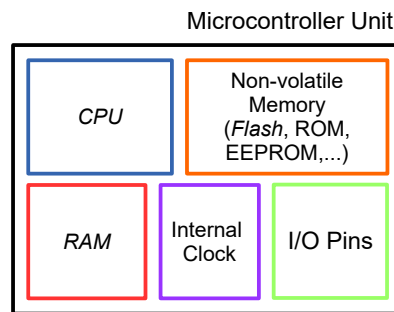 Microcontroller Unit
CPU
Non-volatile
Memory
(Flash, ROM,
EEPROM,...)
RAM
Internal
Clock
I/O Pins